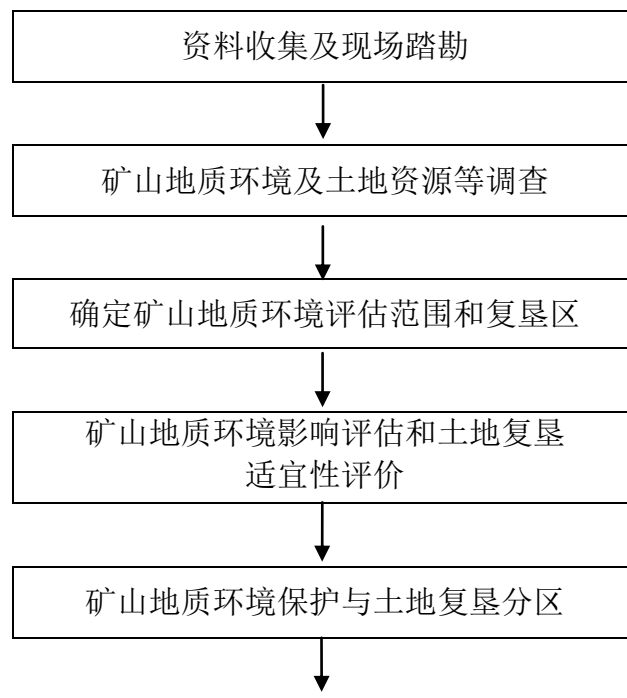 资料收集及现场踏勘
矿山地质环境及土地资源等调查
确定矿山地质环境评估范围和复垦区
矿山地质环境影响评估和土地复垦
适宜性评价
矿山地质环境保护与土地复垦分区